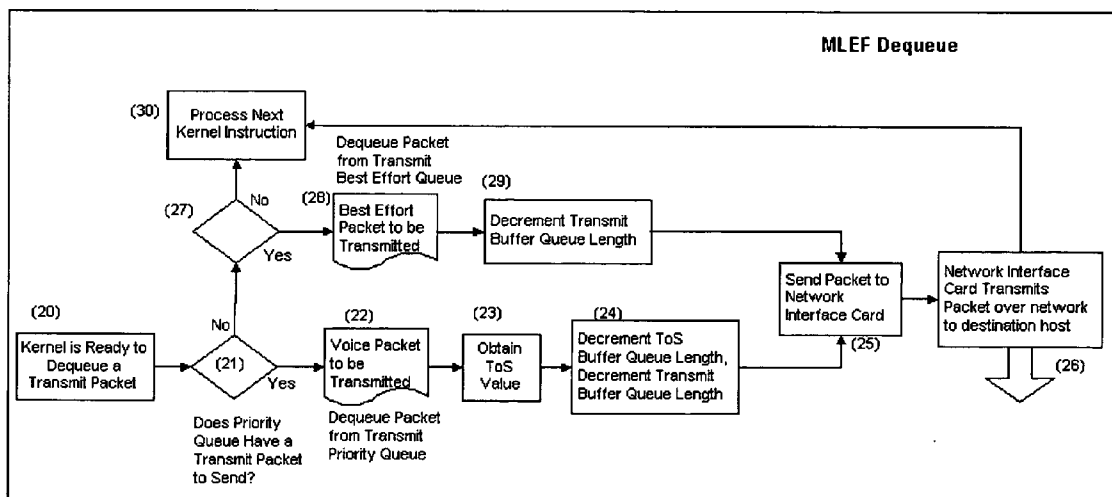 MLEF Dequeue
(30)
Process Next
Kernel Instruction
Dequeue Packet
from Transmit
Best Effort Queue
(27)
No
Yes
(28)
Best Effort
Packet to be
Transmitted
(29)
Decrement Transmit
Buffer Queue Length
Send Packet to
Network
Interface Card
(25)
Network Interface
Card Transmits
Packet over network
to destination host
(26)
(20)
Kernel is Ready to
Dequeue a
Transmit Packet
No
(21)
Yes
Does Priority
Queue Have a
Transmit Packet
to Send?
(22)
Voice Packet
to be
Transmitted
Dequeue Packet
from Transmit
Priority Queue
(23)
Obtain
ToS
Value
(24)
Decrement ToS
Buffer Queue Length,
Decrement Transmit
Buffer Queue Length